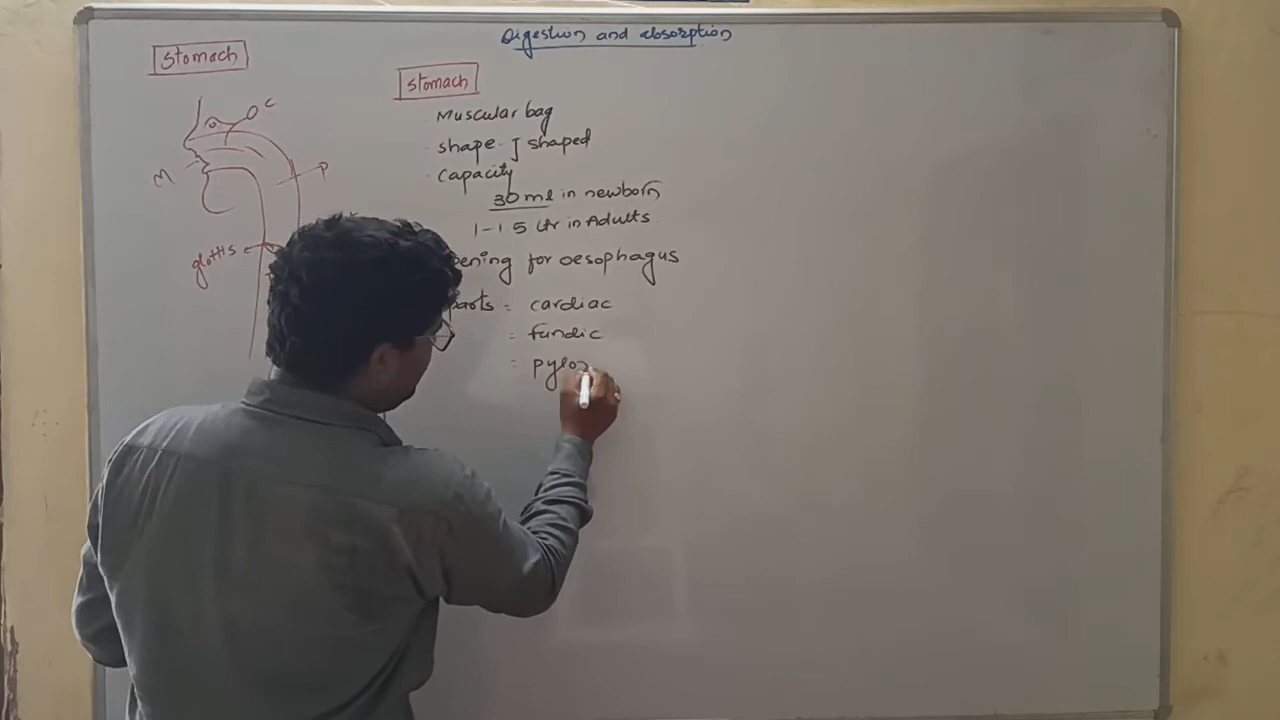 Digestion and absorption
Stomach
C
M
P
glottis
Stomach
Muscular bag
shape - J shaped
capacity
30 ml in newborn
1-1.5 ltr in Adults
pening for oesophagus
parts = cardiac
= fundic
= pylor